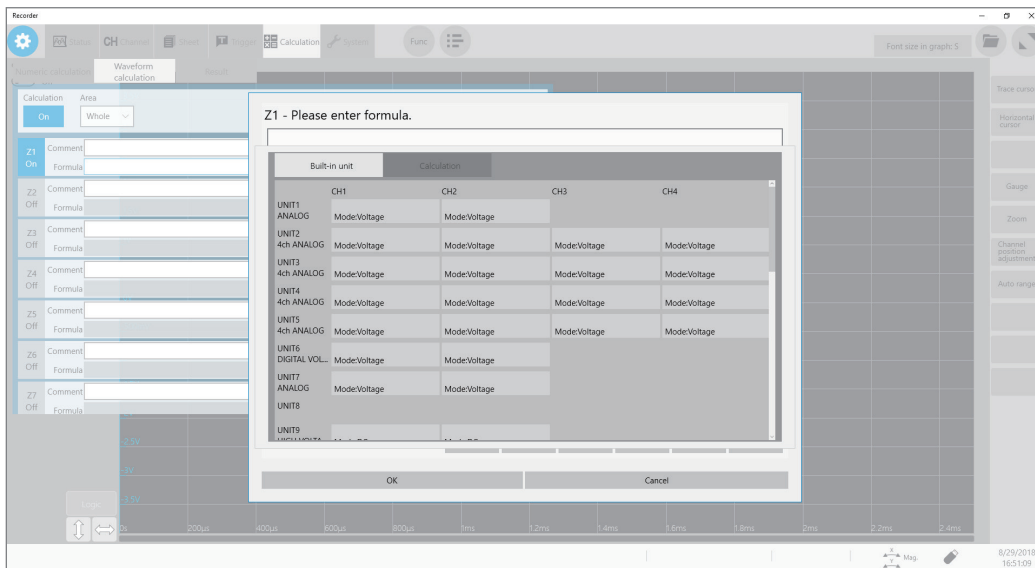 Recorder
Status CH Channel Sheet Trigger Calculation System Func Font size in graph: S
Numeric calculation Waveform calculation Result
Trace cursor
Calculation Area
On Whole
Horizontal cursor
Z1 - Please enter formula.
Z1 On Comment
Formula
Z2 Off Comment
Formula
Z3 Off Comment
Formula
Z4 Off Comment
Formula
Z5 Off Comment
Formula
Z6 Off Comment
Formula
Z7 Off Comment
Formula
Built-in unit Calculation
CH1 CH2 CH3 CH4
UNIT1
ANALOG Mode:Voltage Mode:Voltage
UNIT2
4ch ANALOG Mode:Voltage Mode:Voltage Mode:Voltage Mode:Voltage
UNIT3
4ch ANALOG Mode:Voltage Mode:Voltage Mode:Voltage Mode:Voltage
UNIT4
4ch ANALOG Mode:Voltage Mode:Voltage Mode:Voltage Mode:Voltage
UNIT5
4ch ANALOG Mode:Voltage Mode:Voltage Mode:Voltage Mode:Voltage
UNIT6
DIGITAL VOL... Mode:Voltage Mode:Voltage
UNIT7
ANALOG Mode:Voltage Mode:Voltage
UNIT8
UNIT9
OK Cancel
Gauge
Zoom
Channel position adjustment
Auto range
-2.5V
-3V
-3.5V
Logic
0s 200µs 400µs 600µs 800µs 1ms 1.2ms 1.4ms 1.6ms 1.8ms 2ms 2.2ms 2.4ms
X
Y Mag.
8/29/2018
16:51:09